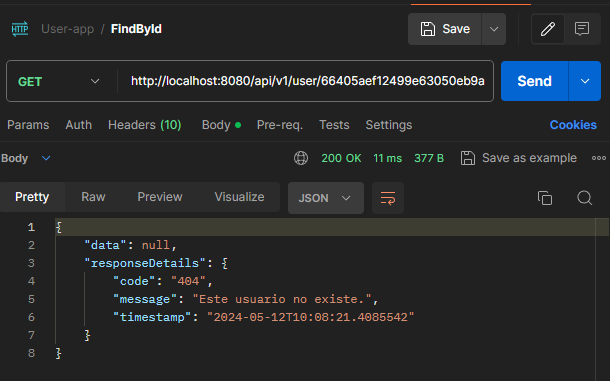 HTTP User-app / FindById Save
GET http://localhost:8080/api/v1/user/66405aef12499e63050eb9a Send
Params Auth Headers (10) Body Pre-req. Tests Settings Cookies
Body 200 OK 11 ms 377 B Save as example
Pretty Raw Preview Visualize JSON
1 {
2 "data": null,
3 "responseDetails": {
4 "code": "404",
5 "message": "Este usuario no existe.",
6 "timestamp": "2024-05-12T10:08:21.4085542"
7 }
8 }